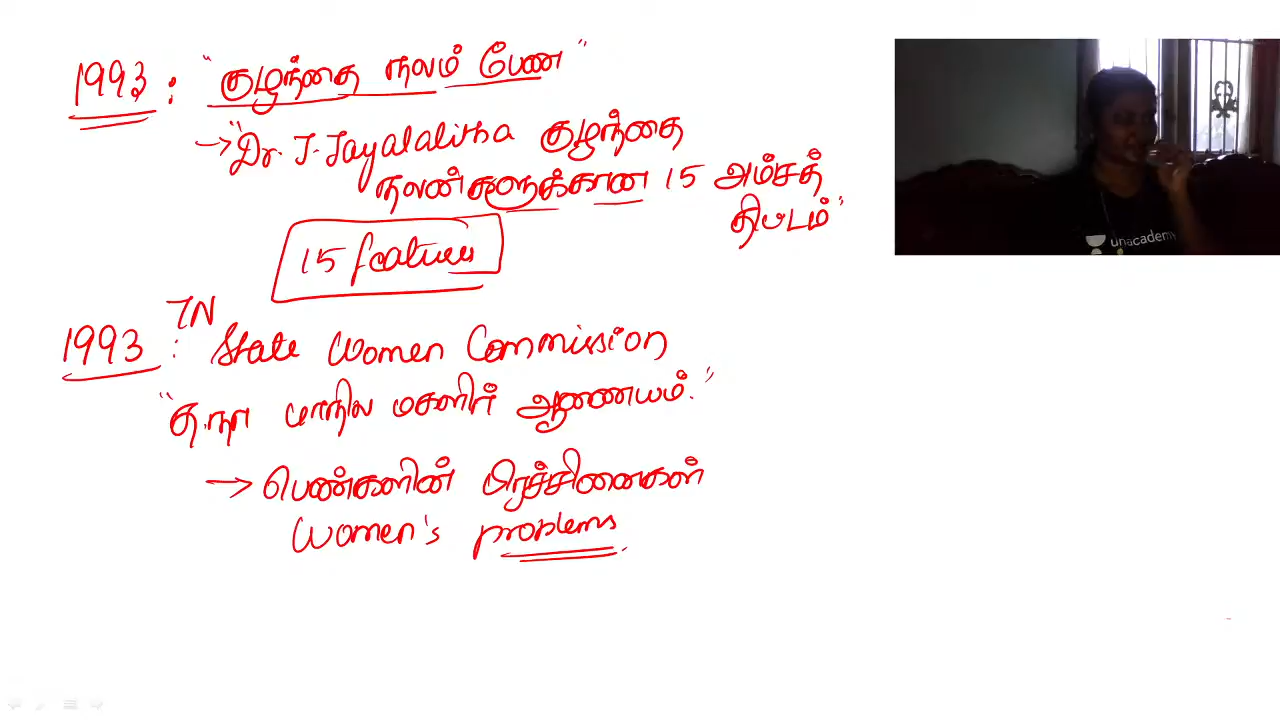 1993 : "குழந்தை நலம் பேண"
→ "Dr. J. Jayalalitha குழந்தை
நலன்களுக்கான 15 அம்சத்
திட்டம்"
15 features
1993 : TN State Women Commission
"த.நா மாநில மகளிர் ஆணையம்."
→ பெண்களின் பிரச்சினைகள்
Women's problems
unacademy